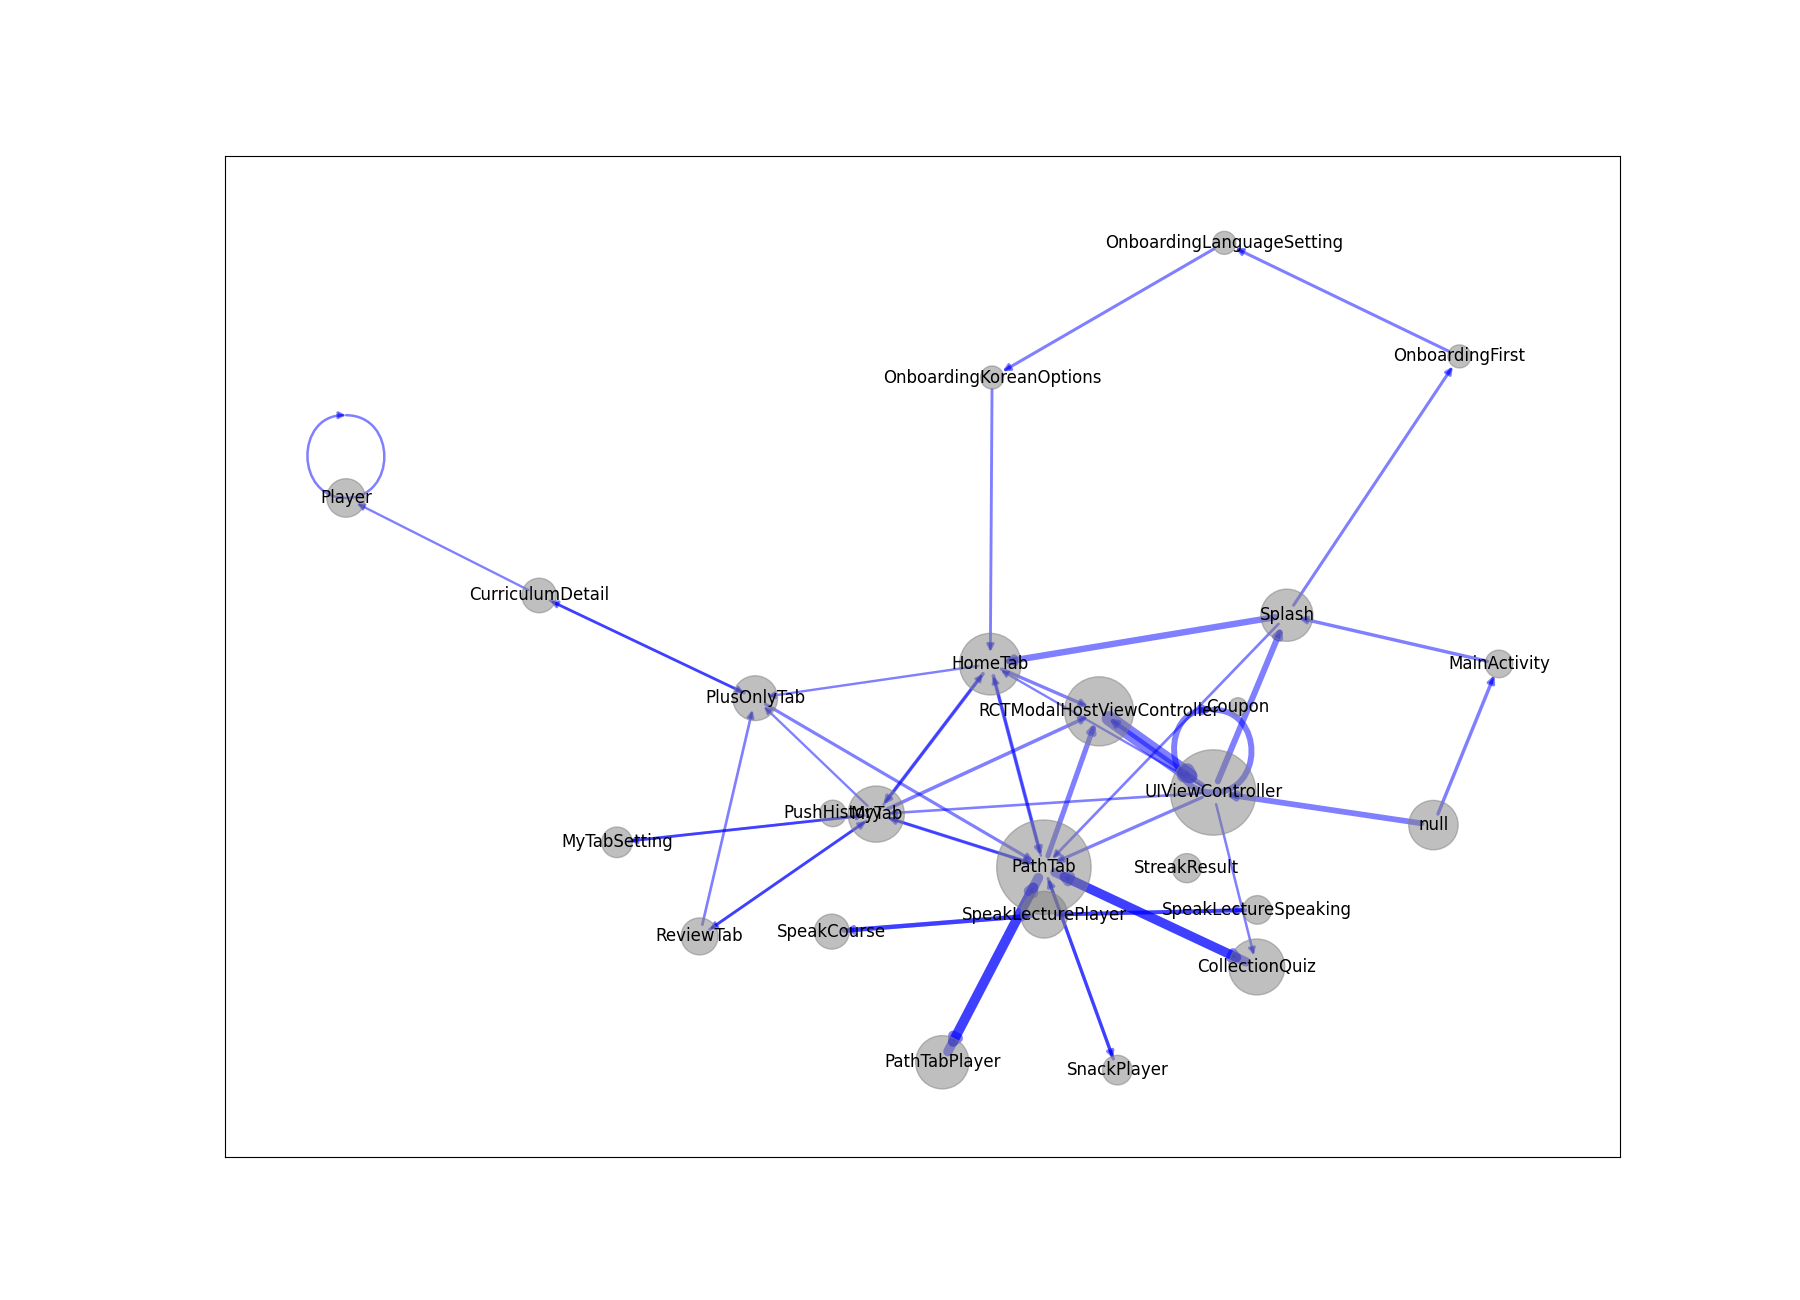 OnboardingLanguageSetting
OnboardingFirst
OnboardingKoreanOptions
Player
CurriculumDetail
Splash
HomeTab
MainActivity
PlusOnlyTab
RCTModalHostViewController
Coupon
UIViewController
PushHistory
MyTab
null
MyTabSetting
PathTab
StreakResult
SpeakLecturePlayer
SpeakLectureSpeaking
ReviewTab
SpeakCourse
CollectionQuiz
PathTabPlayer
SnackPlayer